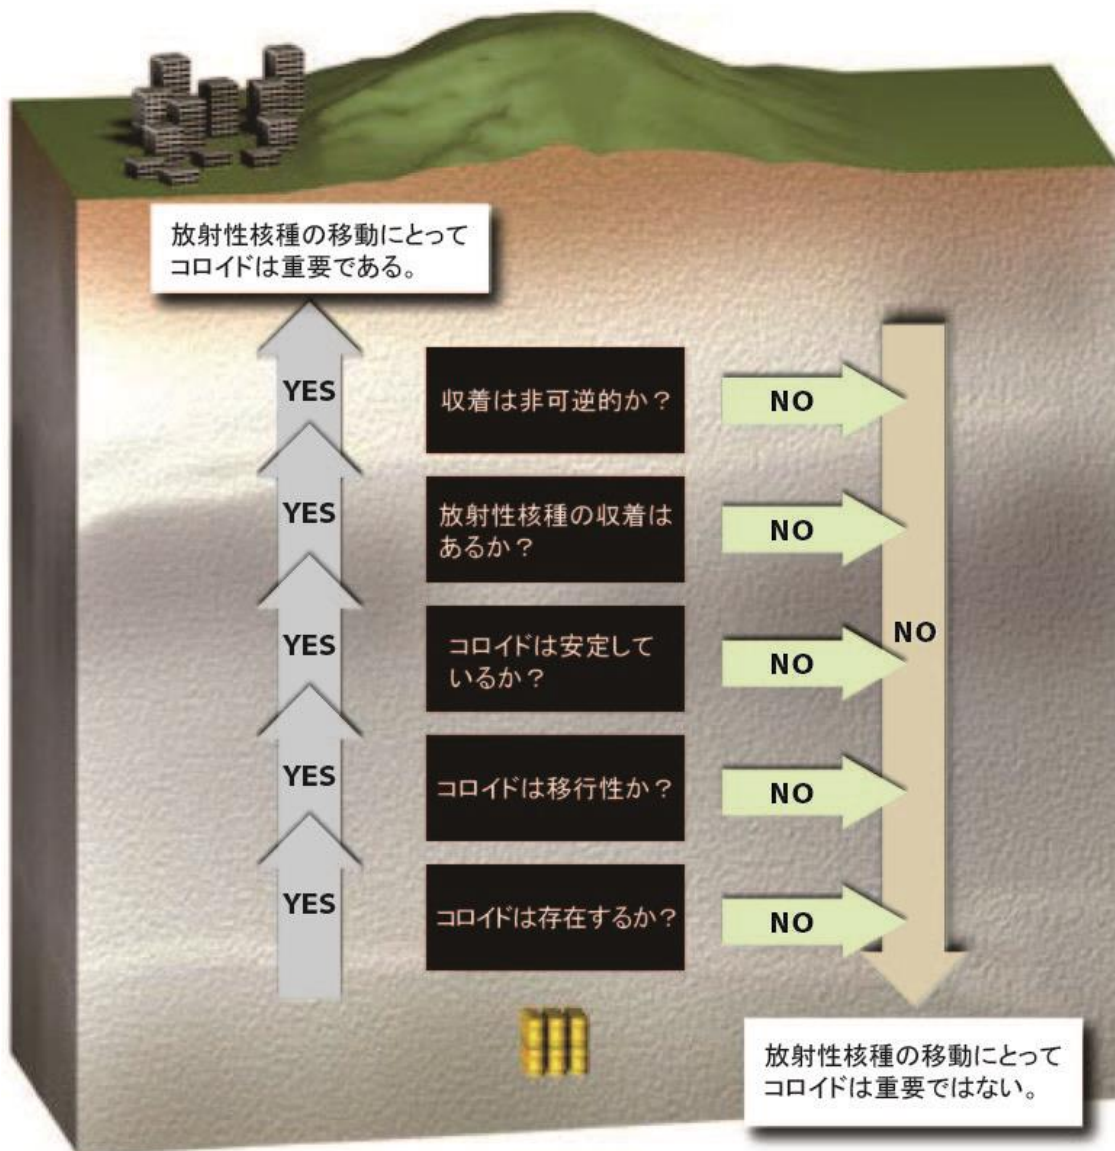 放射性核種の移動にとって
コロイドは重要である。
YES
収着は非可逆的か？
NO
YES
放射性核種の収着は
あるか？
NO
YES
コロイドは安定して
いるか？
NO
NO
YES
コロイドは移行性か？
NO
YES
コロイドは存在するか？
NO
放射性核種の移動にとって
コロイドは重要ではない。